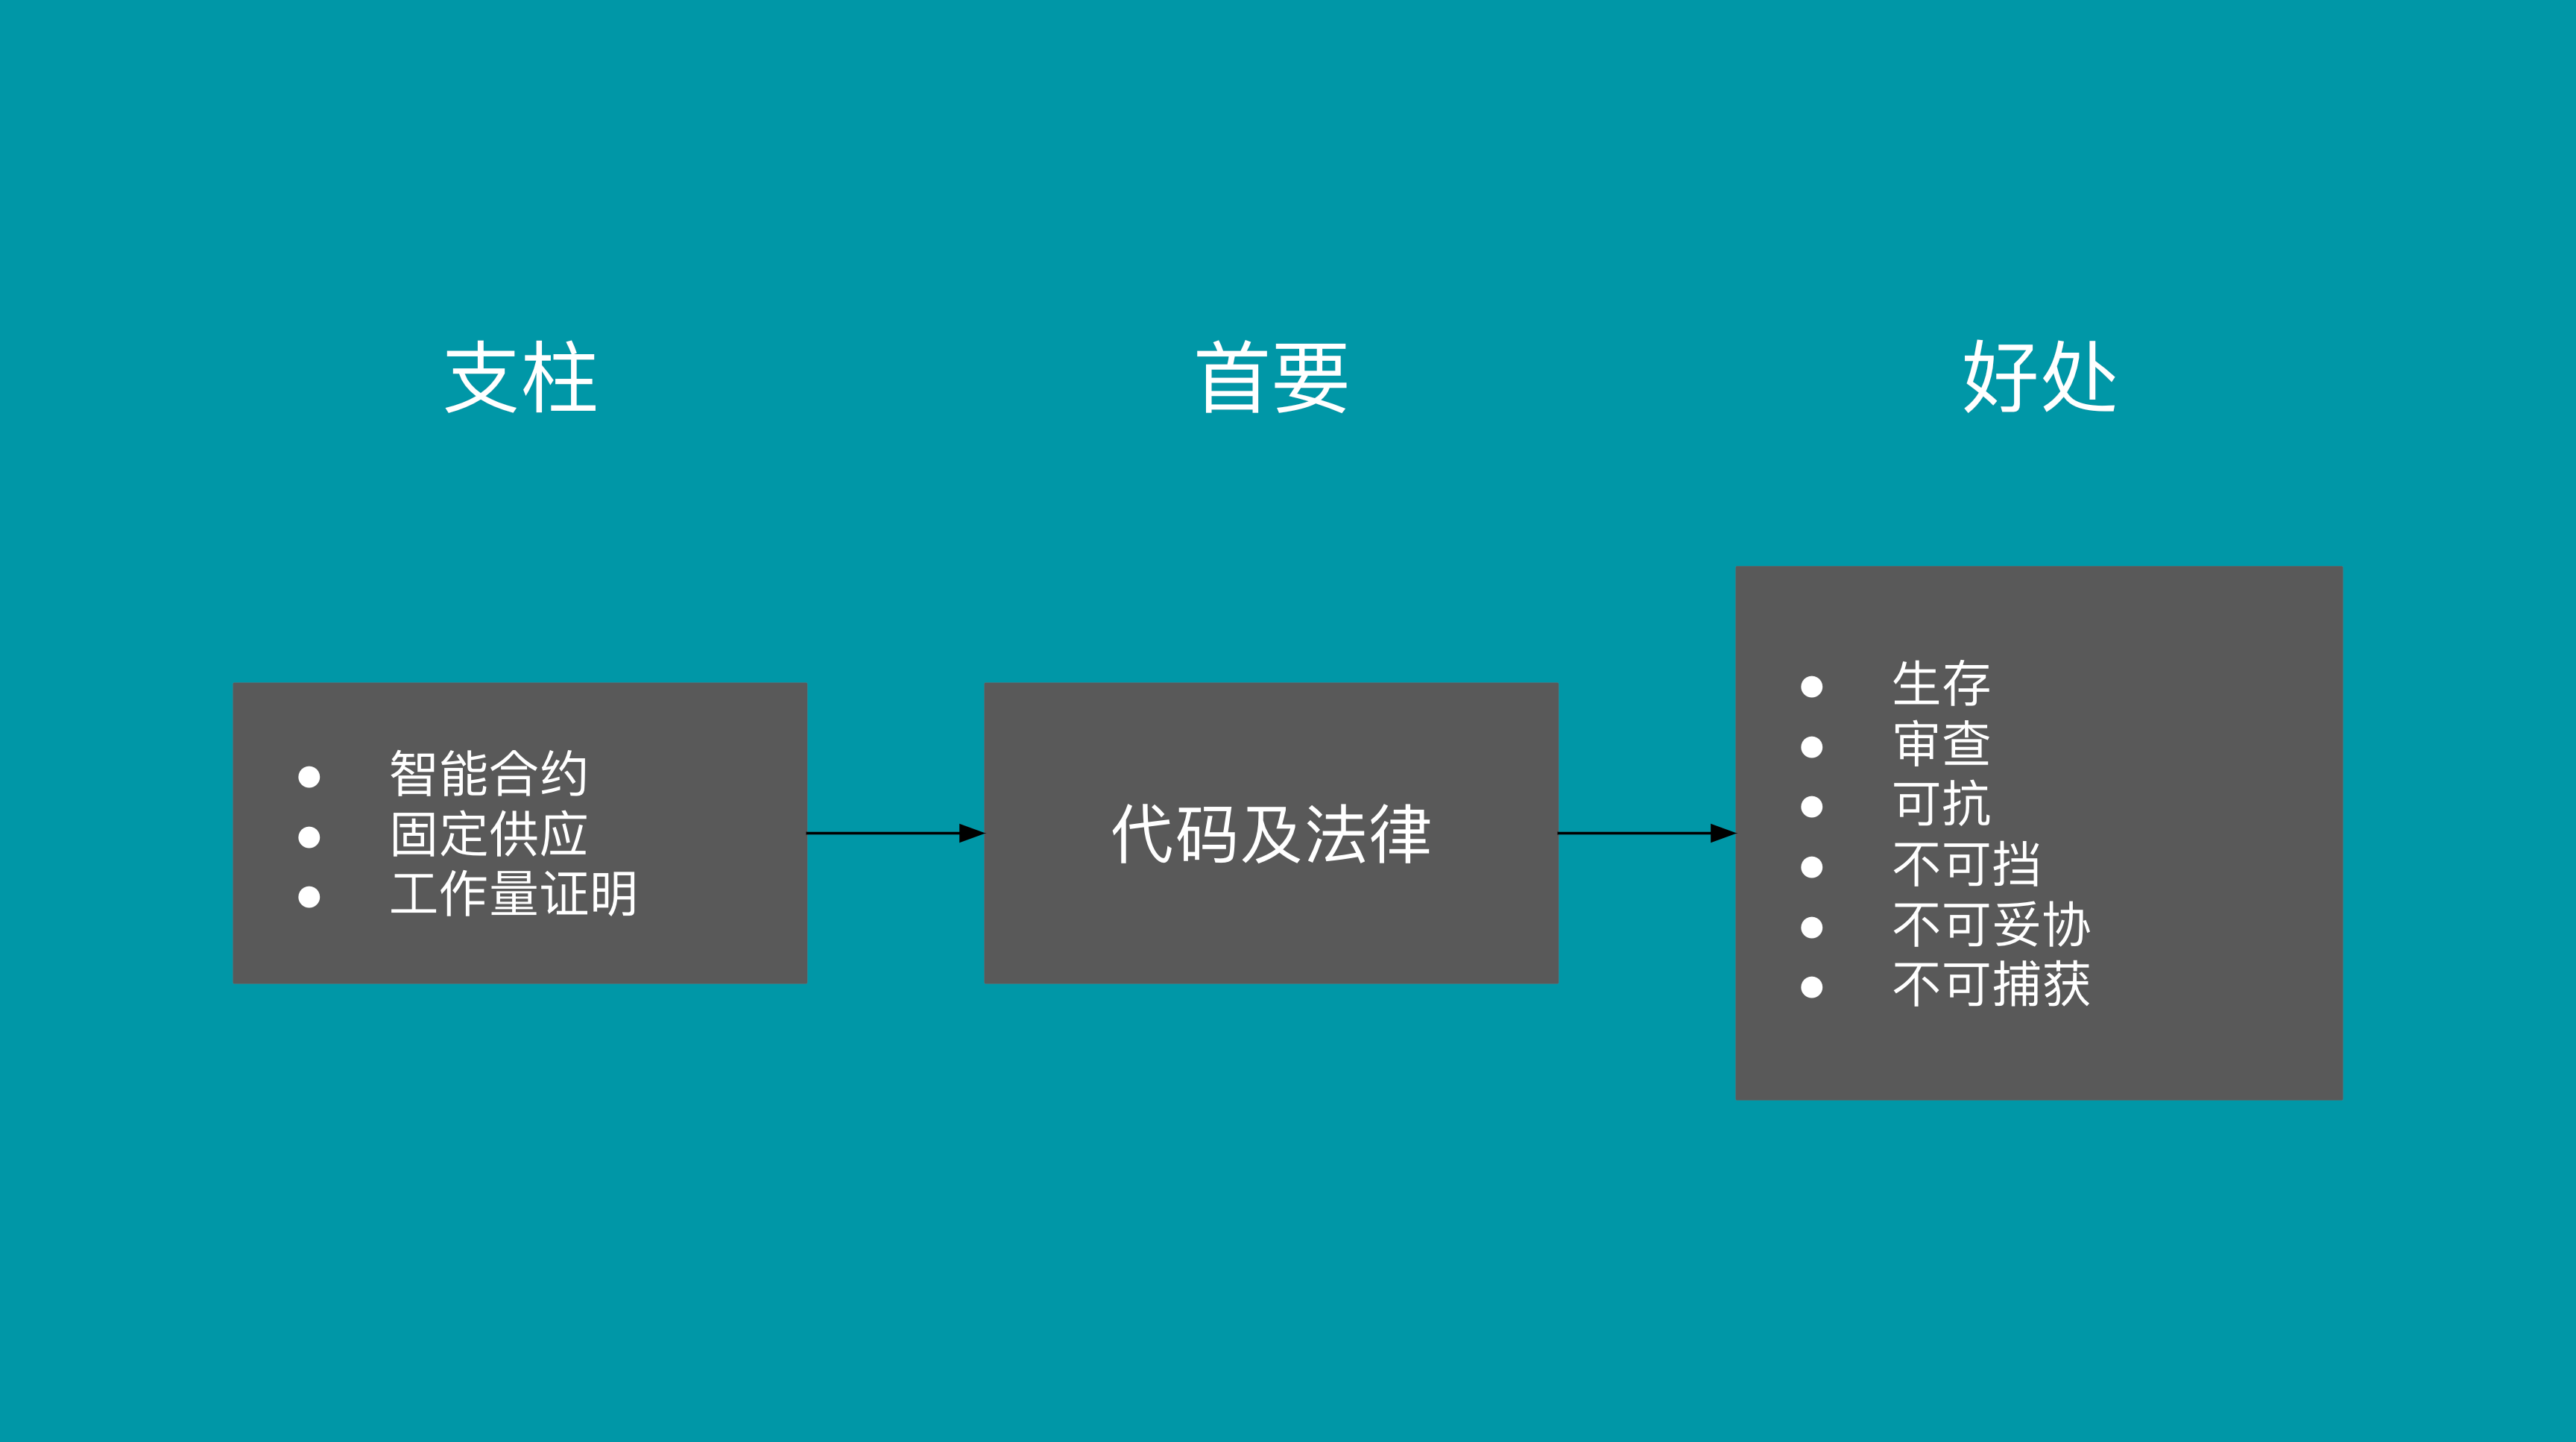 支柱
首要
好处
● 智能合约
● 固定供应
● 工作量证明
代码及法律
● 生存
● 审查
● 可抗
● 不可挡
● 不可妥协
● 不可捕获